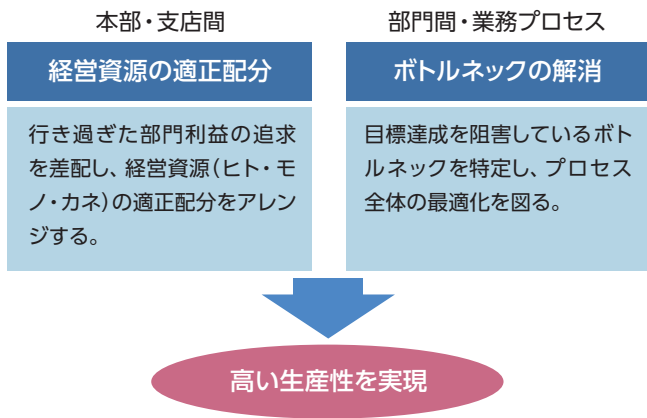 本部・支店間
経営資源の適正配分
行き過ぎた部門利益の追求
を差配し、経営資源（ヒト・モ
ノ・カネ）の適正配分をアレン
ジする。
部門間・業務プロセス
ボトルネックの解消
目標達成を阻害しているボト
ルネックを特定し、プロセス
全体の最適化を図る。
高い生産性を実現